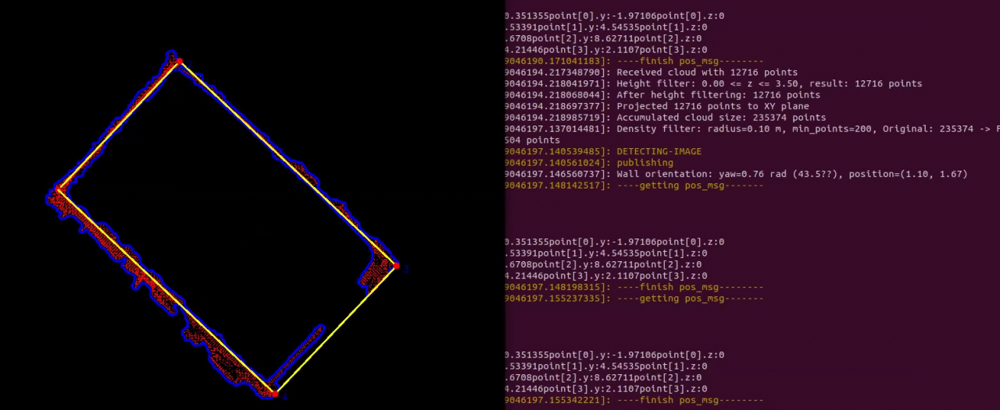 3
4
0.351355point[0].y:-1.97106point[0].z:0
.53391point[1].y:4.54535point[1].z:0
.6708point[2].y:8.62711point[2].z:0
4.21446point[3].y:2.1107point[3].z:0
9046190.171041183]: ----finish pos_msg--------
9046194.217348790]: Received cloud with 12716 points
9046194.218041971]: Height filter: 0.00 <= z <= 3.50, result: 12716 points
9046194.218068044]: After height filtering: 12716 points
9046194.218697377]: Projected 12716 points to XY plane
9046194.218985719]: Accumulated cloud size: 235374 points
9046197.137014481]: Density filter: radius=0.10 m, min_points=200, Original: 235374 -> F
504 points
9046197.140539485]: DETECTING-IMAGE
9046197.140561024]: publishing
9046197.146560737]: Wall orientation: yaw=0.76 rad (43.5??), position=(1.10, 1.67)
9046197.148142517]: ----getting pos_msg-------
0.351355point[0].y:-1.97106point[0].z:0
.53391point[1].y:4.54535point[1].z:0
.6708point[2].y:8.62711point[2].z:0
4.21446point[3].y:2.1107point[3].z:0
9046197.148198315]: ----finish pos_msg--------
9046197.155237335]: ----getting pos_msg-------
0.351355point[0].y:-1.97106point[0].z:0
.53391point[1].y:4.54535point[1].z:0
.6708point[2].y:8.62711point[2].z:0
4.21446point[3].y:2.1107point[3].z:0
9046197.155342221]: ----finish pos_msg--------